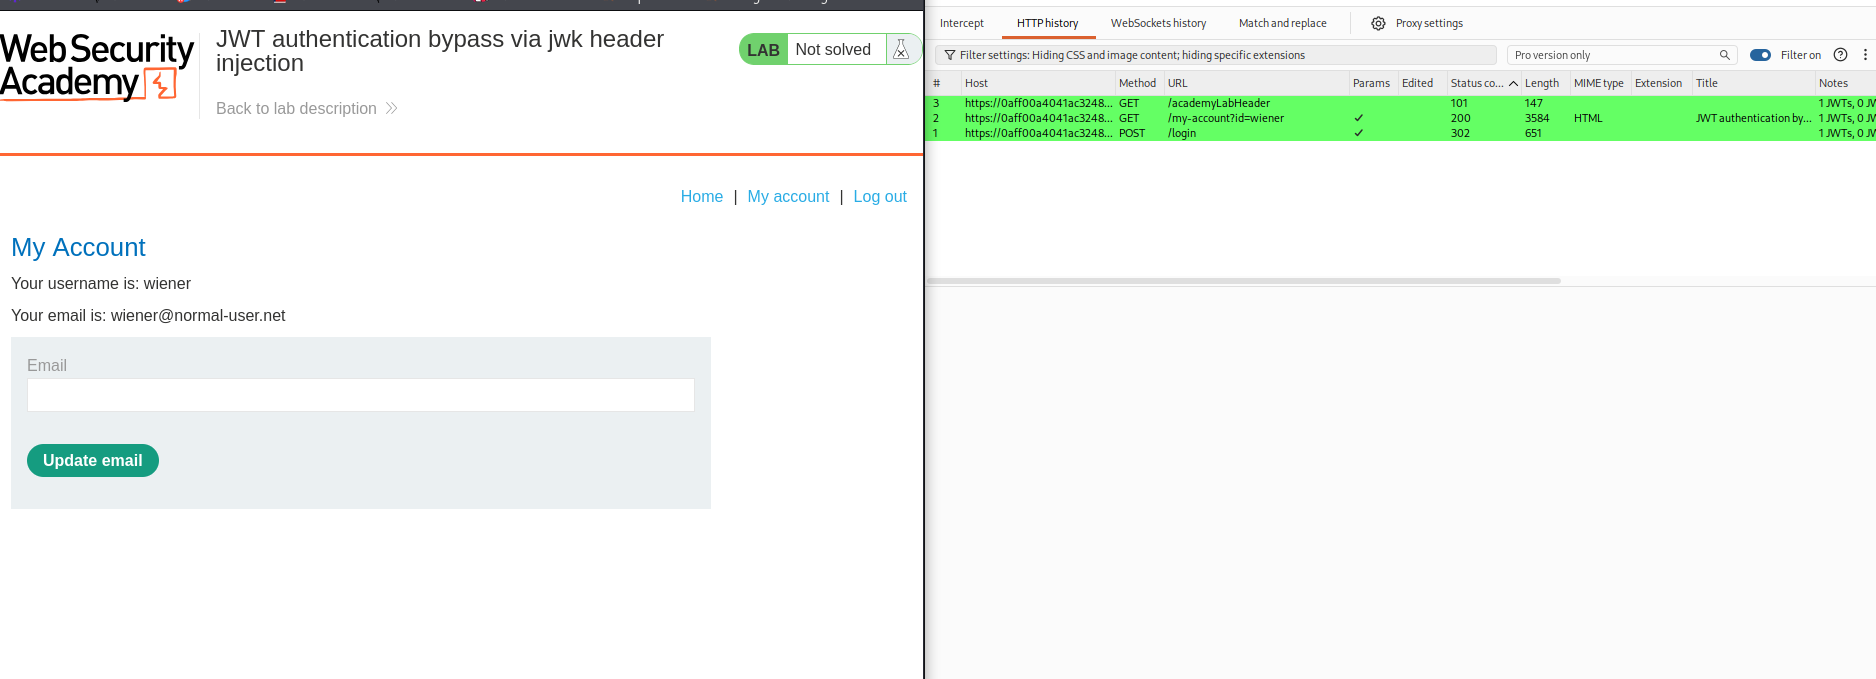 Web Security
Academy
JWT authentication bypass via jwk header
injection
Back to lab description
LAB Not solved
Home | My account | Log out
My Account
Your username is: wiener
Your email is: wiener@normal-user.net
Email
Update email
Intercept HTTP history WebSockets history Match and replace Proxy settings
Filter settings: Hiding CSS and image content; hiding specific extensions Pro version only Filter on
# Host Method URL Params Edited Status co... Length MIME type Extension Title Notes
3 https://0aff00a4041ac3248... GET /academyLabHeader 101 147 1 JWTs, 0 JW
2 https://0aff00a4041ac3248... GET /my-account?id=wiener ✓ 200 3584 HTML JWT authentication by... 1 JWTs, 0 JW
1 https://0aff00a4041ac3248... POST /login ✓ 302 651 1 JWTs, 0 JW